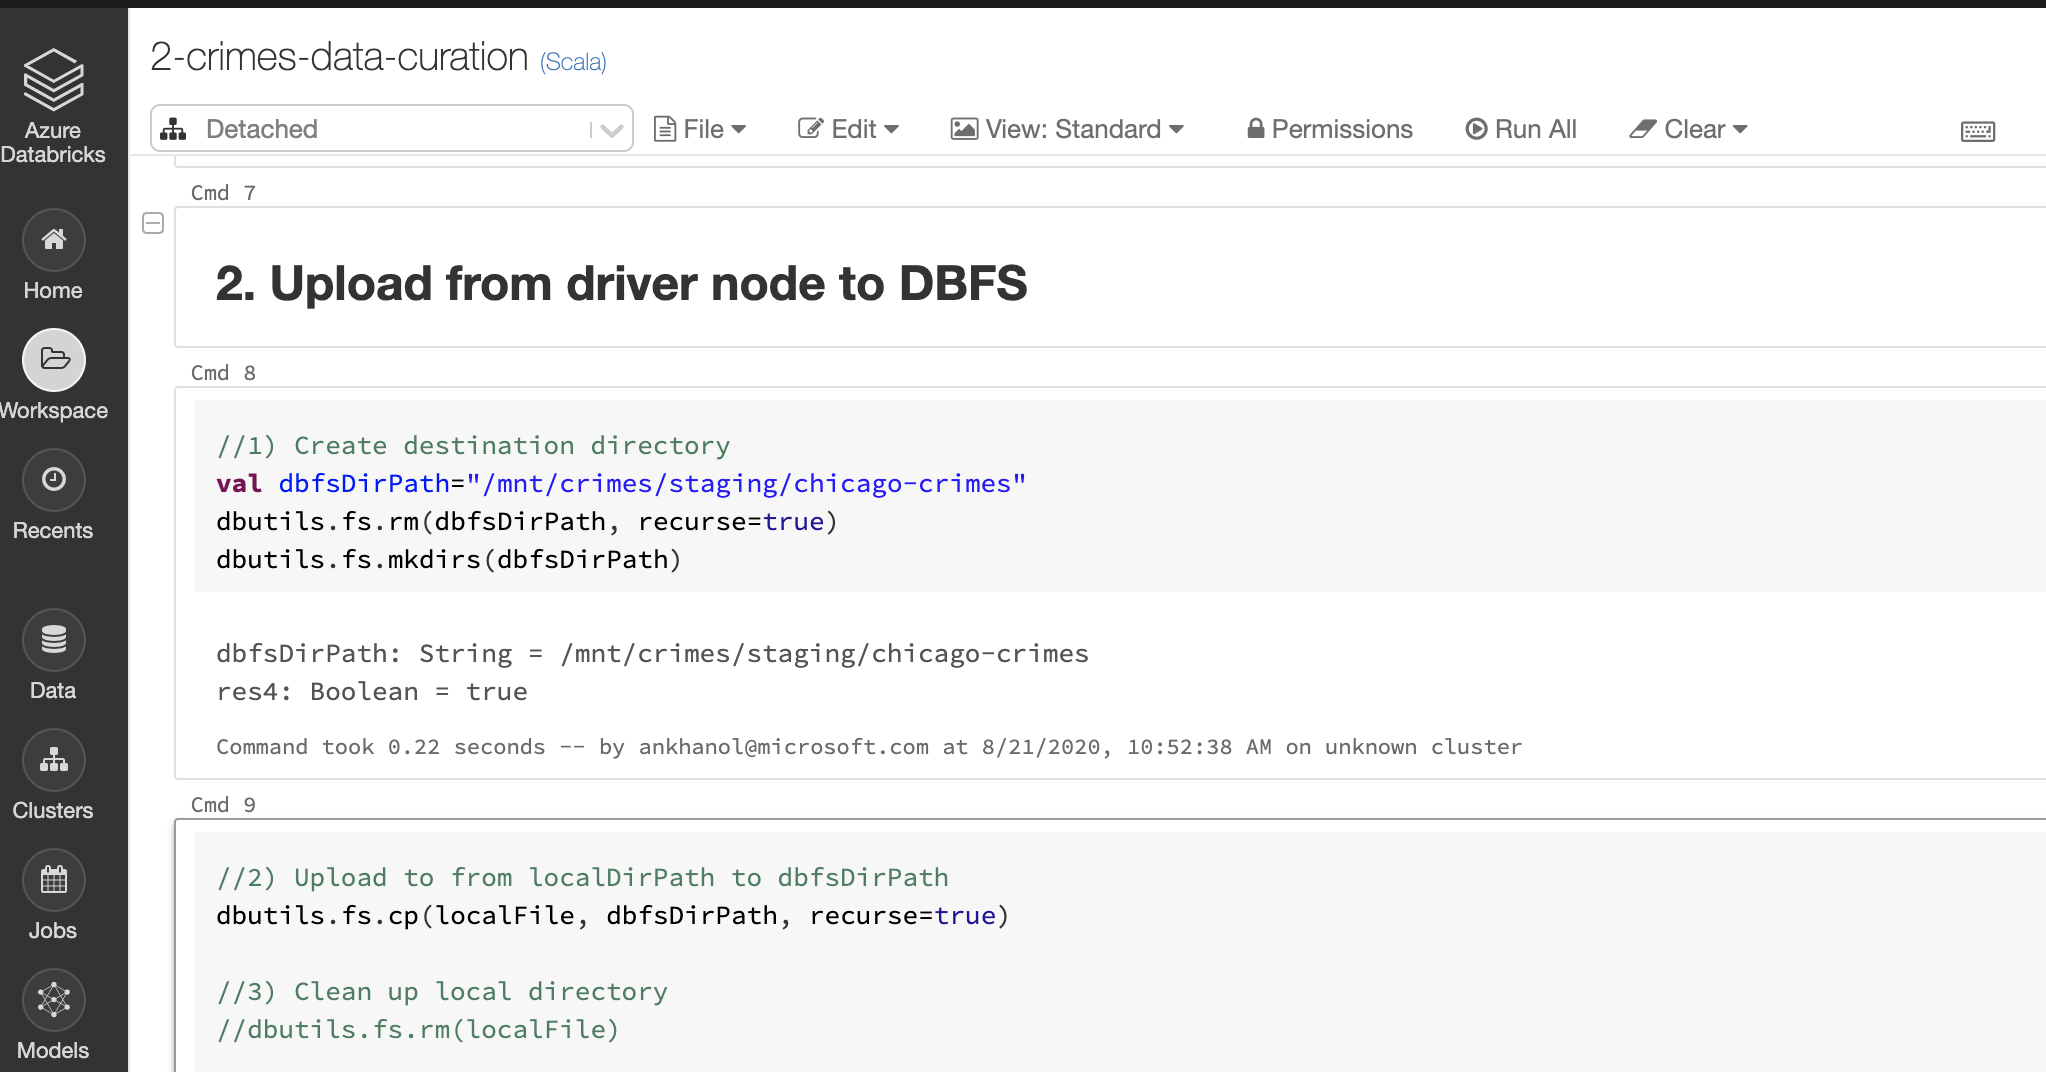 2-crimes-data-curation (Scala)
Azure
Databricks
Detached
File
Edit
View: Standard
Permissions
Run All
Clear
Home
Workspace
Recents
Data
Clusters
Jobs
Models
Cmd 7
2. Upload from driver node to DBFS
Cmd 8
//1) Create destination directory
val dbfsDirPath="/mnt/crimes/staging/chicago-crimes"
dbutils.fs.rm(dbfsDirPath, recurse=true)
dbutils.fs.mkdirs(dbfsDirPath)
dbfsDirPath: String = /mnt/crimes/staging/chicago-crimes
res4: Boolean = true
Command took 0.22 seconds -- by ankhanol@microsoft.com at 8/21/2020, 10:52:38 AM on unknown cluster
Cmd 9
//2) Upload to from localDirPath to dbfsDirPath
dbutils.fs.cp(localFile, dbfsDirPath, recurse=true)
//3) Clean up local directory
//dbutils.fs.rm(localFile)